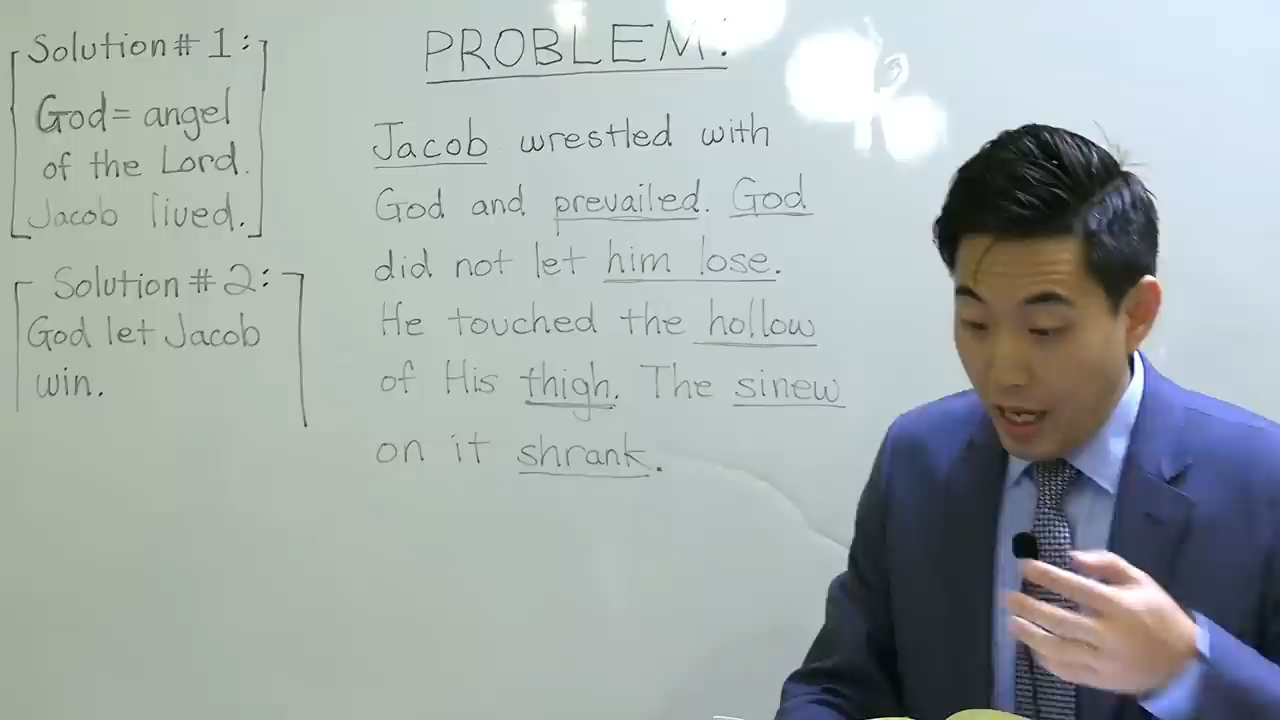 Solution # 1:
God = angel
of the Lord.
Jacob lived.
Solution # 2:
God let Jacob
win.
PROBLEM:
Jacob wrestled with
God and prevailed. God
did not let him lose.
He touched the hollow
of His thigh. The sinew
on it shrank.